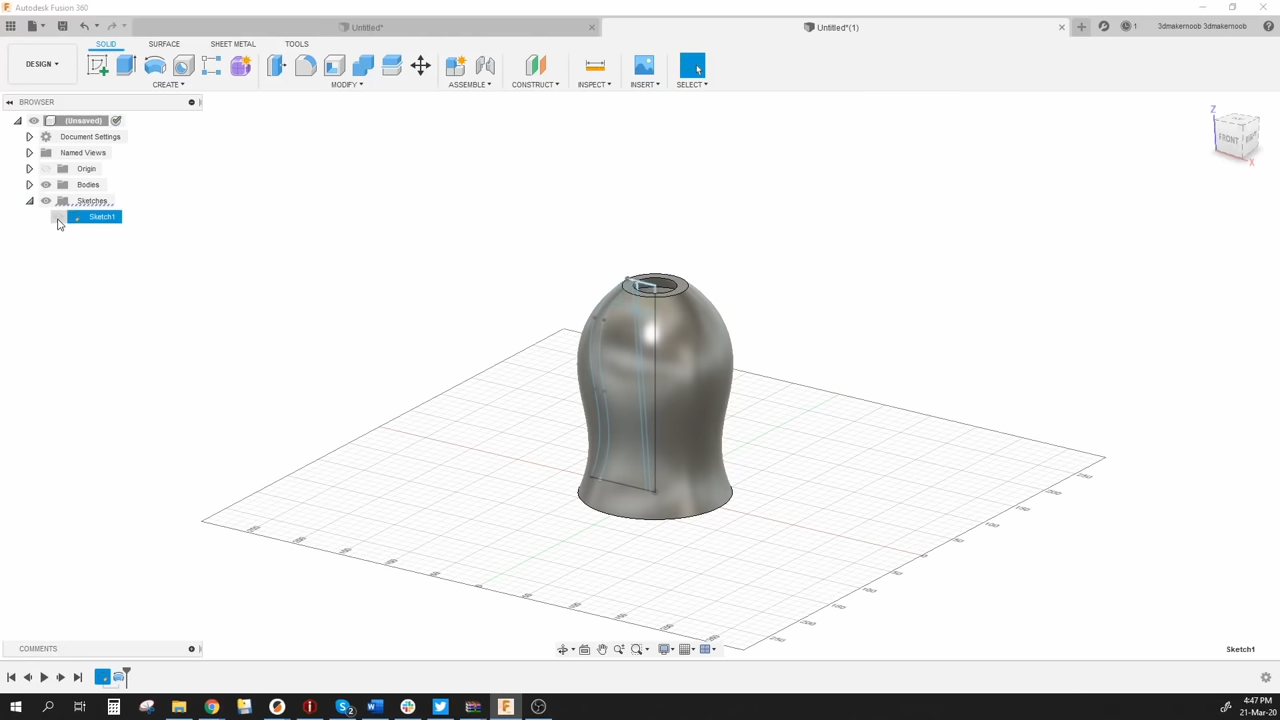 Autodesk Fusion 360
Untitled*
Untitled*(1)
1
3dmakernoob 3dmakernoob
SOLID
SURFACE
SHEET METAL
TOOLS
DESIGN
CREATE
MODIFY
ASSEMBLE
CONSTRUCT
INSPECT
INSERT
SELECT
BROWSER
(Unsaved)
Document Settings
Named Views
Origin
Bodies
Sketches
Sketch1
Z
FRONT
X
COMMENTS
Sketch1
4:47 PM
21-Mar-20